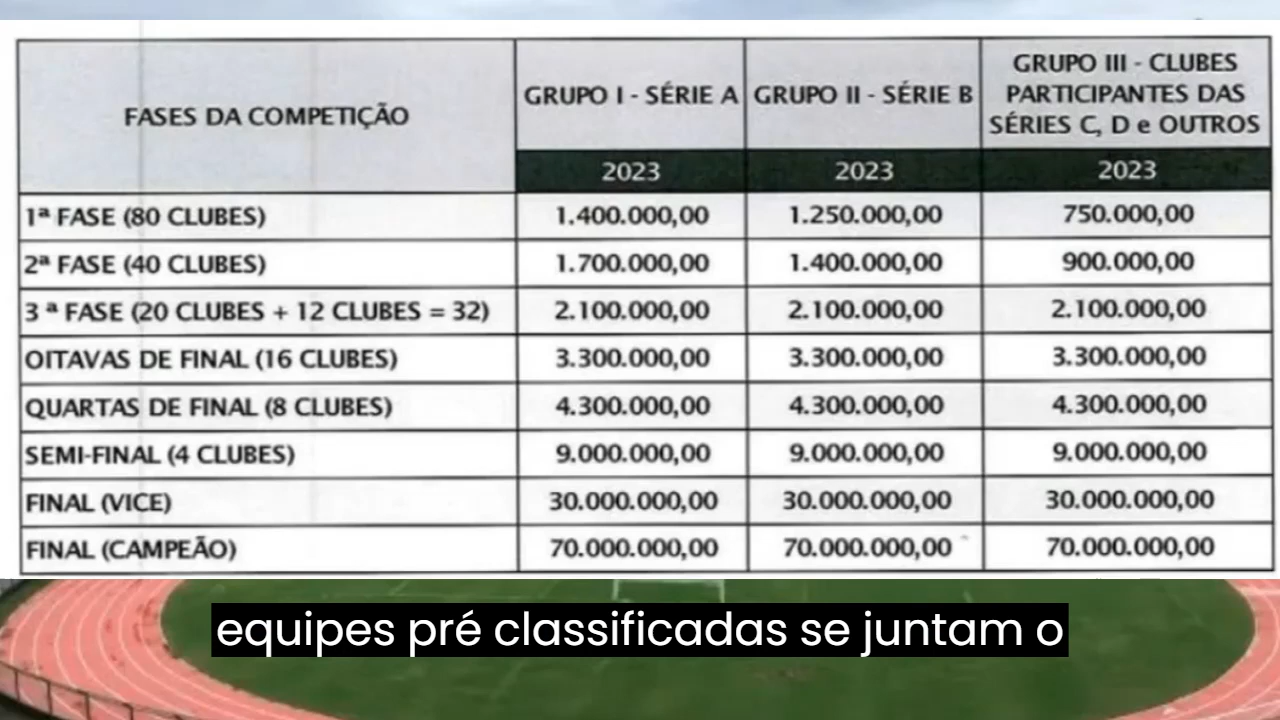 FASES DA COMPETIÇÃO
GRUPO I - SÉRIE A
GRUPO II - SÉRIE B
GRUPO III - CLUBES
PARTICIPANTES DAS
SÉRIES C, D e OUTROS
2023 2023 2023
1ª FASE (80 CLUBES) 1.400.000,00 1.250.000,00 750.000,00
2ª FASE (40 CLUBES) 1.700.000,00 1.400.000,00 900.000,00
3 ª FASE (20 CLUBES + 12 CLUBES = 32) 2.100.000,00 2.100.000,00 2.100.000,00
OITAVAS DE FINAL (16 CLUBES) 3.300.000,00 3.300.000,00 3.300.000,00
QUARTAS DE FINAL (8 CLUBES) 4.300.000,00 4.300.000,00 4.300.000,00
SEMI-FINAL (4 CLUBES) 9.000.000,00 9.000.000,00 9.000.000,00
FINAL (VICE) 30.000.000,00 30.000.000,00 30.000.000,00
FINAL (CAMPEÃO) 70.000.000,00 70.000.000,00 70.000.000,00
equipes pré classificadas se juntam o